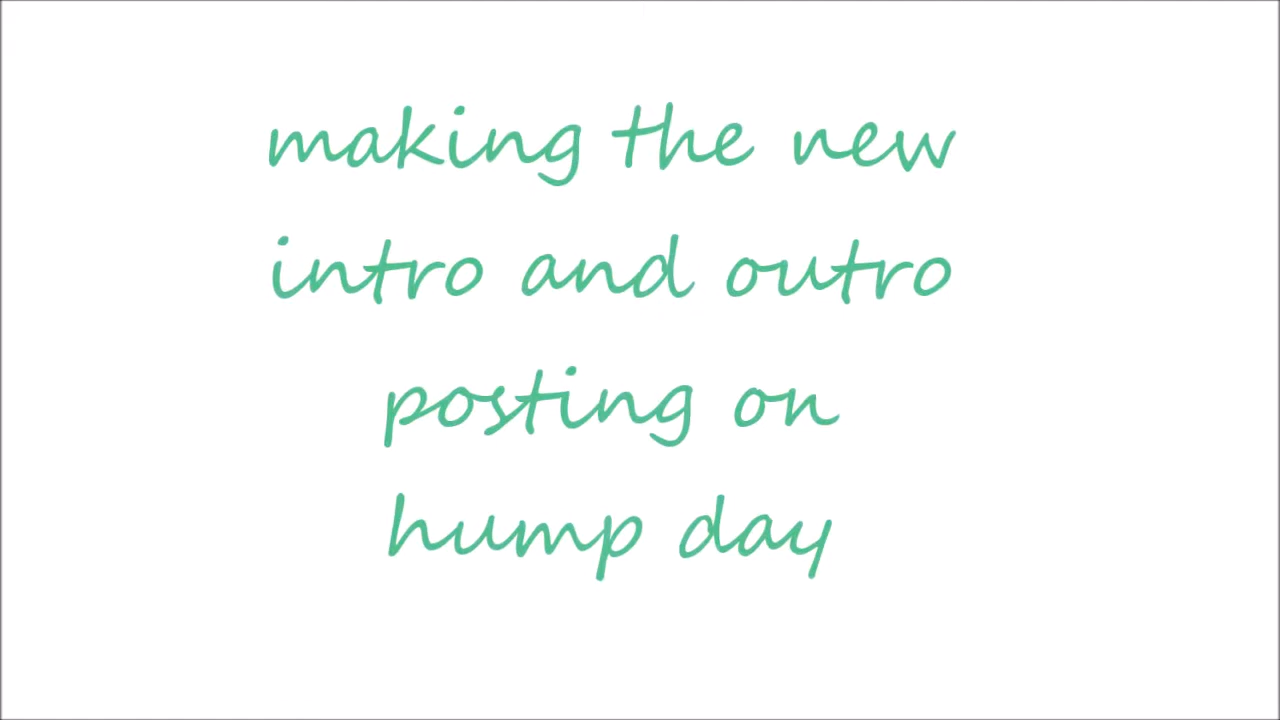 making the new
intro and outro
posting on
hump day